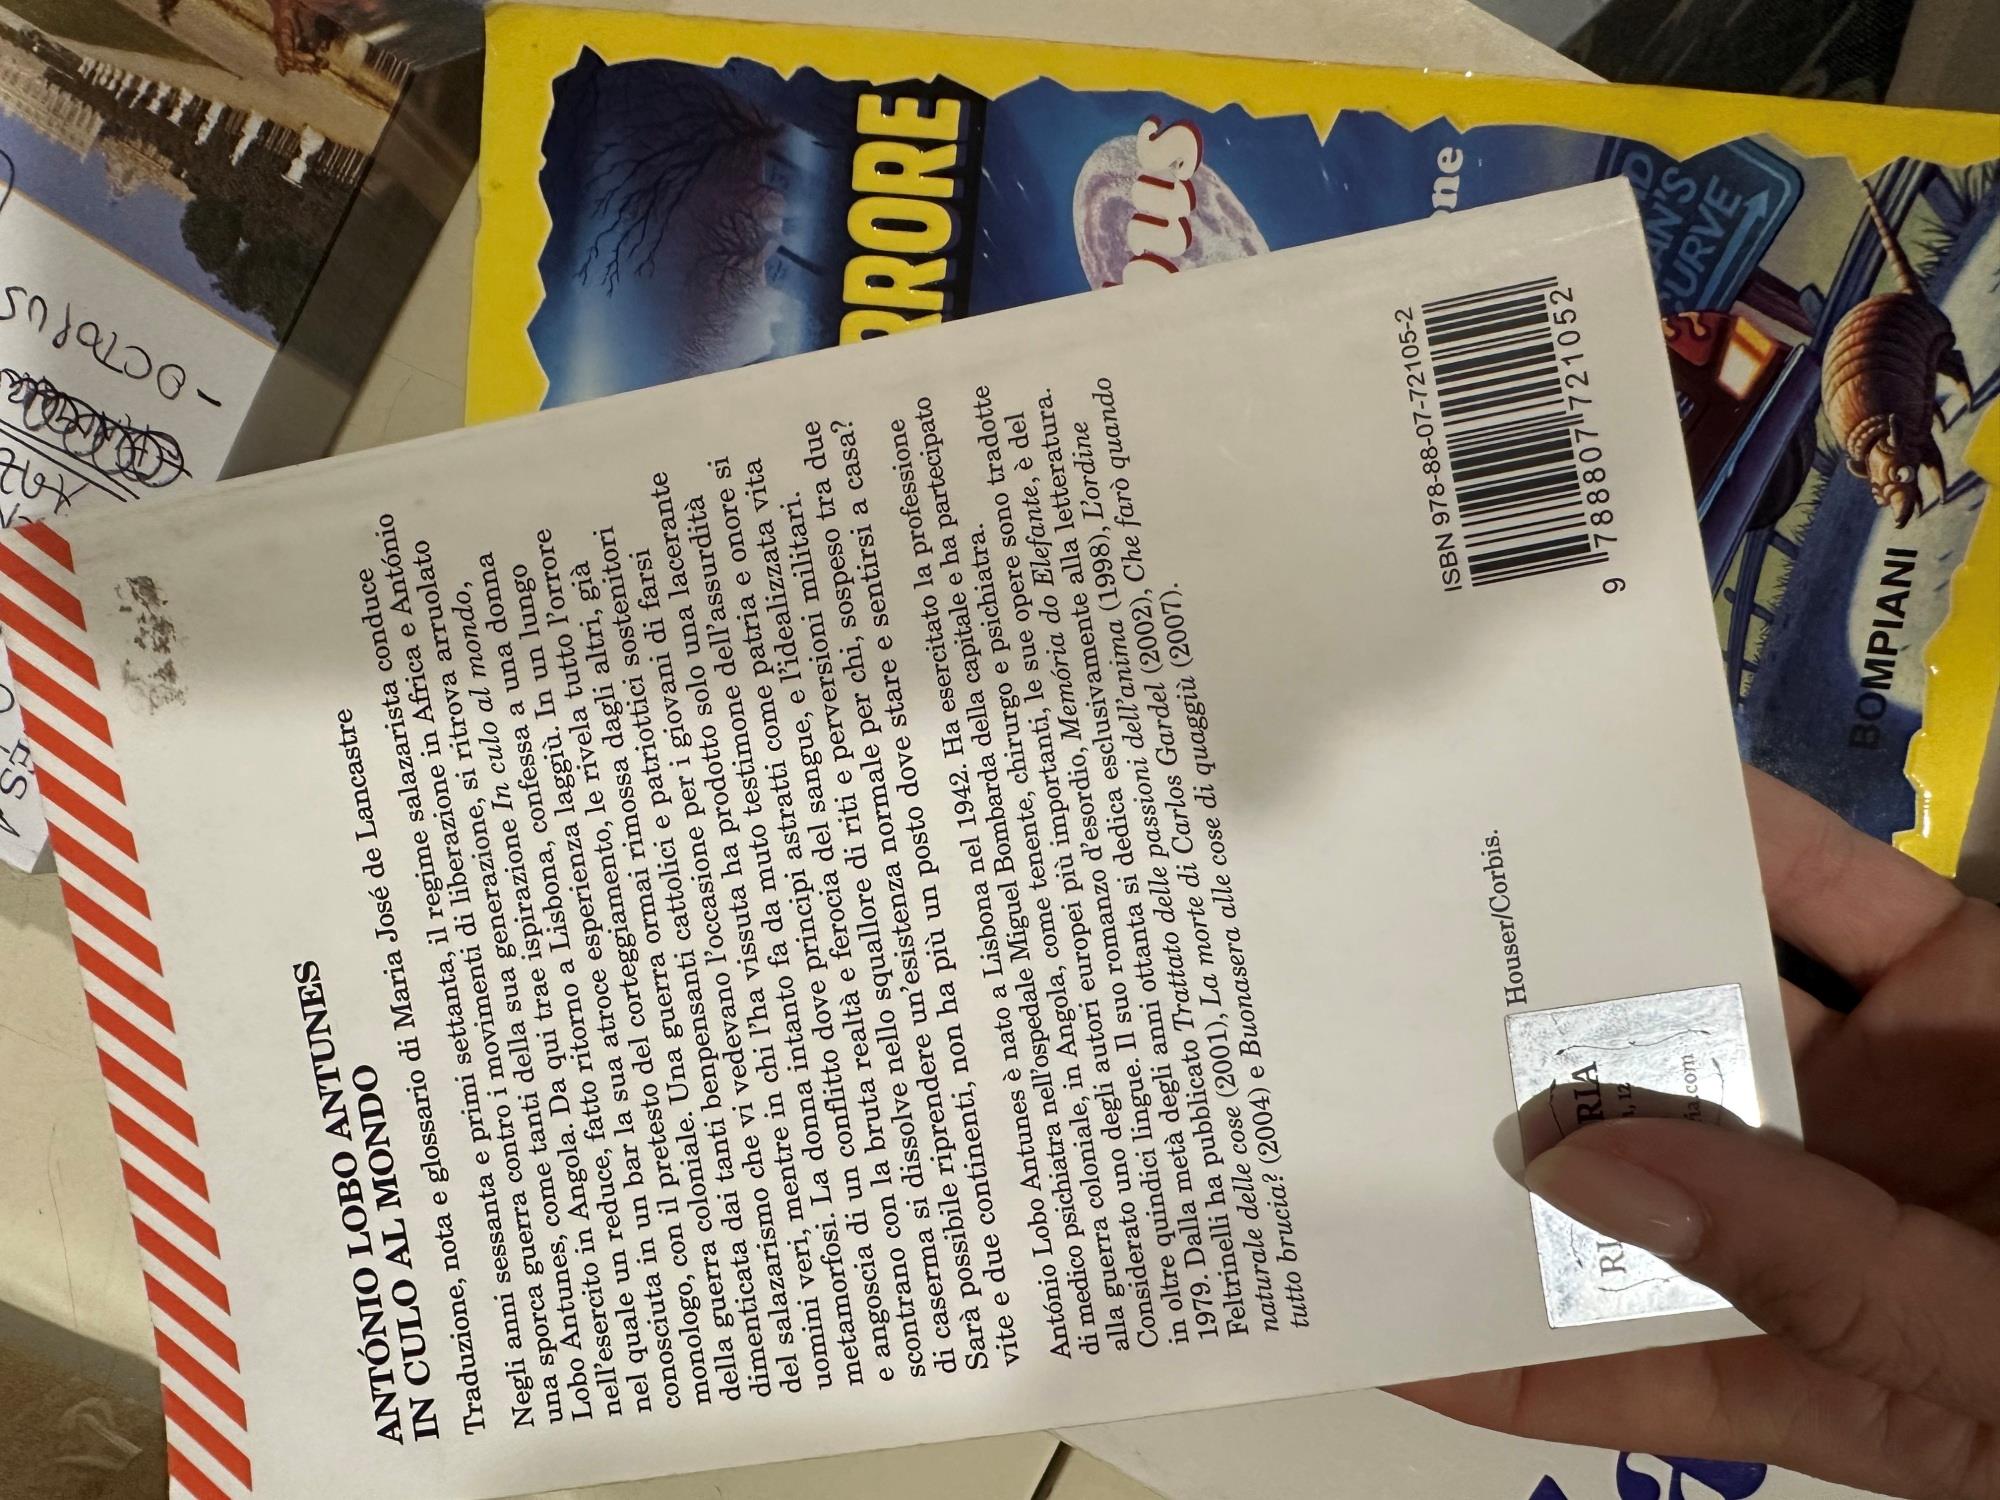 ANTÓNIO LOBO ANTUNES
IN CULO AL MONDO
Traduzione, nota e glossario di Maria José de Lancastre
Negli anni sessanta e primi settanta, il regime salazarista conduce
una sporca guerra contro i movimenti di liberazione in Africa e António
Lobo Antunes, come tanti della sua generazione, si ritrova arruolato
nell'esercito in Angola. Da qui trae ispirazione In culo al mondo,
nel quale un reduce, fatto ritorno a Lisbona, confessa a una donna
conosciuta in un bar la sua atroce esperienza laggiù. In un lungo
monologo, con il pretesto del corteggiamento, le rivela tutto l'orrore
della guerra coloniale. Una guerra ormai rimossa dagli altri, già
dimenticata dai tanti benpensanti cattolici e patriottici sostenitori
del salazarismo che vi vedevano l'occasione per i giovani di farsi
uomini veri, mentre in chi l'ha vissuta ha prodotto solo una lacerante
metamorfosi. La donna intanto fa da muto testimone dell'assurdità
di un conflitto dove principi astratti come patria e onore si
scontrano con la bruta realtà e ferocia del sangue, e l'idealizzata vita
di caserma si dissolve nello squallore di riti e perversioni militari.
Sarà possibile riprendere un'esistenza normale per chi, sospeso tra due
vite e due continenti, non ha più un posto dove stare e sentirsi a casa?
António Lobo Antunes è nato a Lisbona nel 1942. Ha esercitato la professione
di medico psichiatra nell'ospedale Miguel Bombarda della capitale e ha partecipato
alla guerra coloniale, in Angola, come tenente, chirurgo e psichiatra.
Considerato uno degli autori europei più importanti, le sue opere sono tradotte
in oltre quindici lingue. Il suo romanzo d'esordio, Memória do Elefante, è del
1979. Dalla metà degli anni ottanta si dedica esclusivamente alla letteratura.
Feltrinelli ha pubblicato Trattato delle passioni dell'anima (1998), L'ordine
naturale delle cose (2001), La morte di Carlos Gardel (2002), Che farò quando
tutto brucia? (2004) e Buonasera alle cose di quaggiù (2007).
Houser/Corbis.
ISBN 978-88-07-72105-2
9 788807 721052
RRORE
ous
one
AN'S
URVE
BOMPIANI
-OCTOPUS
RIA
, 12
ia.com